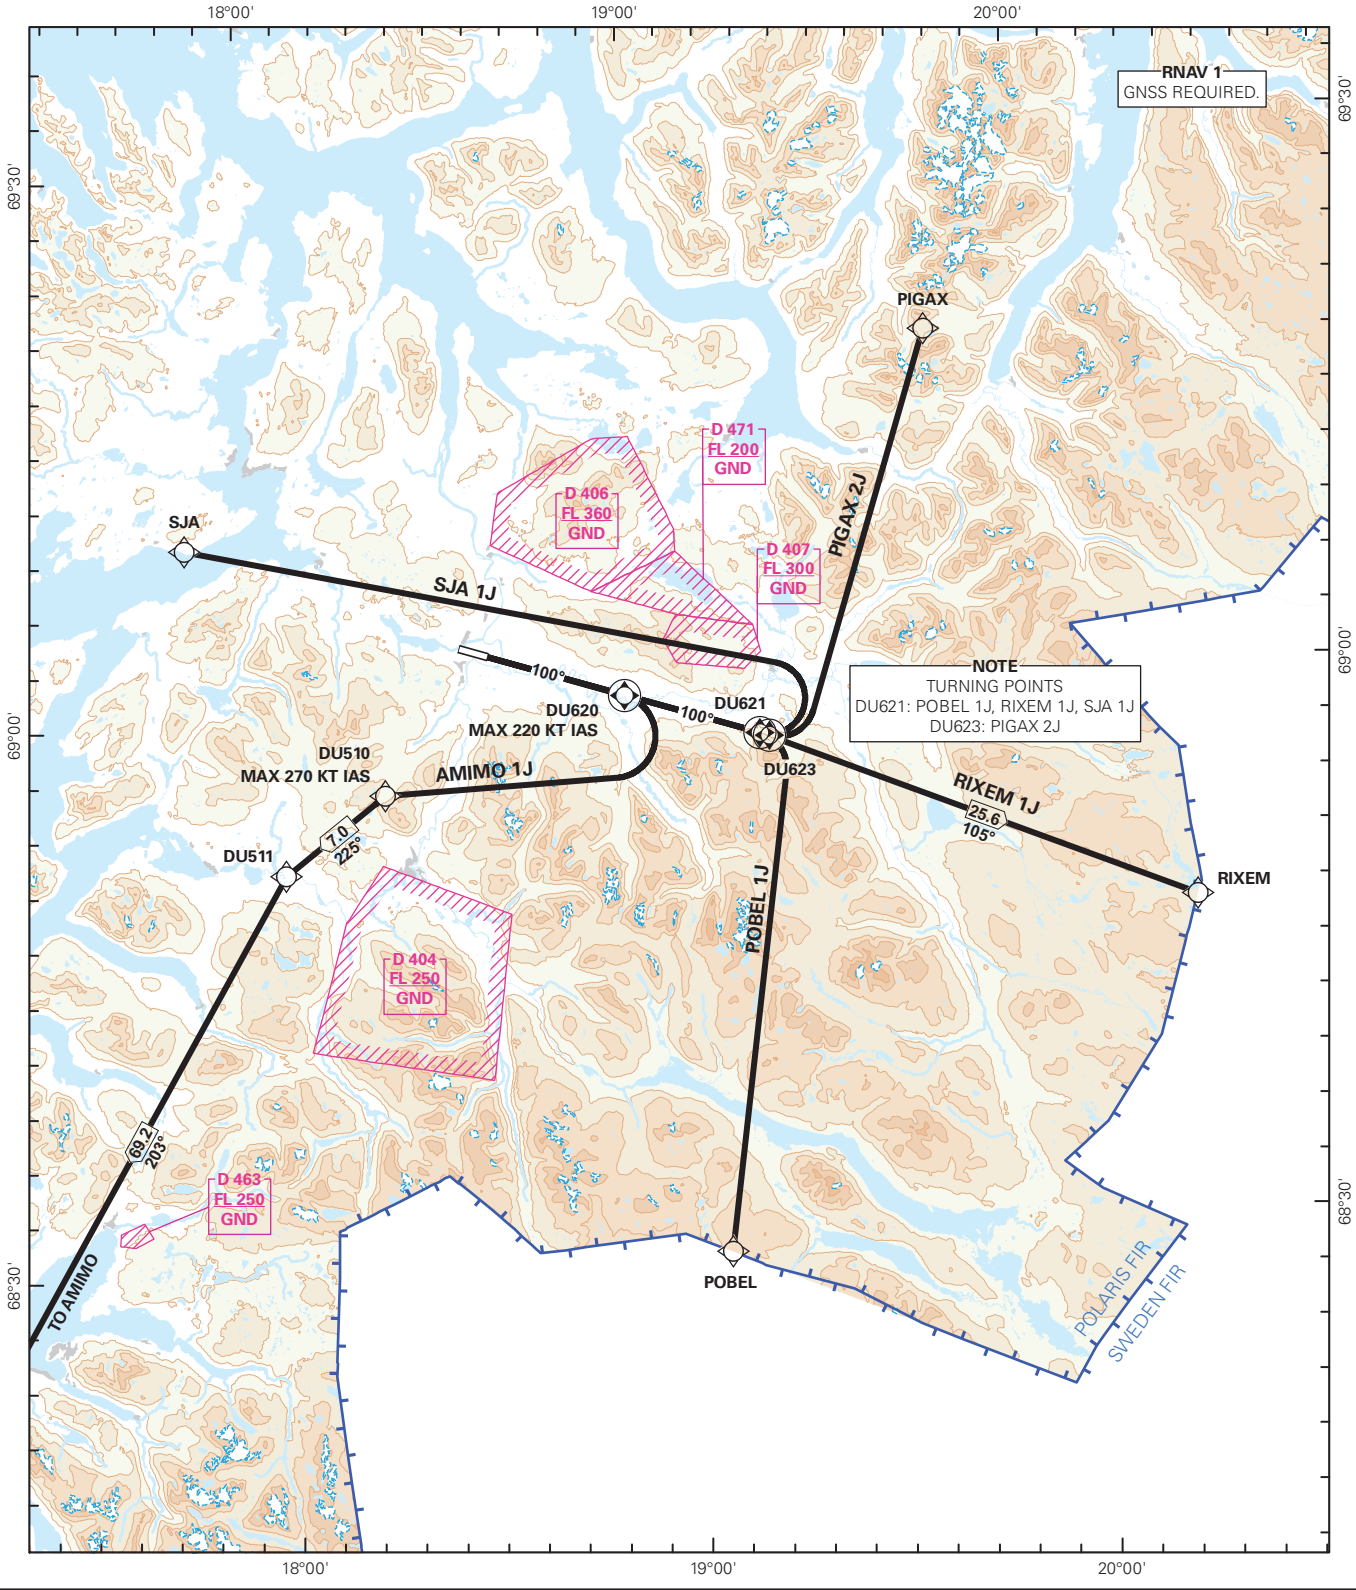 18°00'
19°00'
20°00'
RNAV 1
GNSS REQUIRED.
69°30'
69°30'
PIGAX
D 471
FL 200
GND
D 406
FL 360
GND
PIGAX 2J
SJA
D 407
FL 300
GND
SJA 1J
69°00'
100°
NOTE
TURNING POINTS
DU621: POBEL 1J, RIXEM 1J, SJA 1J
DU623: PIGAX 2J
DU621
100°
DU620
MAX 220 KT IAS
69°00'
DU510
MAX 270 KT IAS
AMIMO 1J
DU623
RIXEM 1J
25.6
105°
7.0
225°
DU511
RIXEM
POBEL 1J
D 404
FL 250
GND
69.2
203°
D 463
FL 250
GND
68°30'
POLARIS FIR
SWEDEN FIR
TO AMIMO
POBEL
68°30'
18°00'
19°00'
20°00'